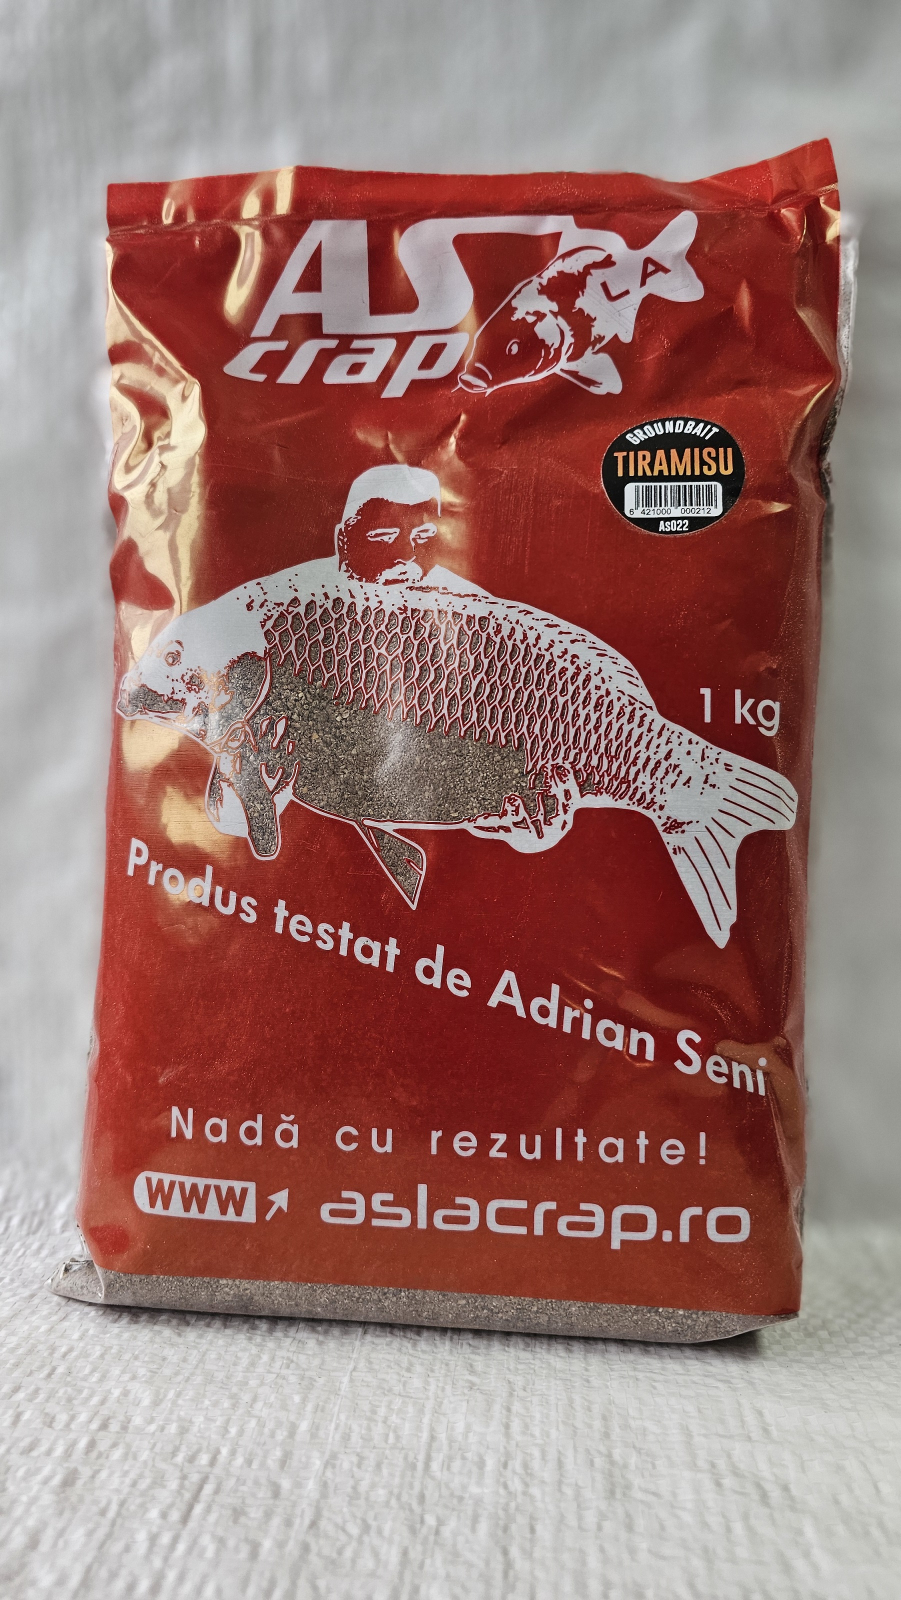 AS
LA
crap
GROUNDBAIT
TIRAMISU
6 421000 000212
As022
1 kg
Produs testat de Adrian Seni
Nadă cu rezultate!
www aslacrap.ro